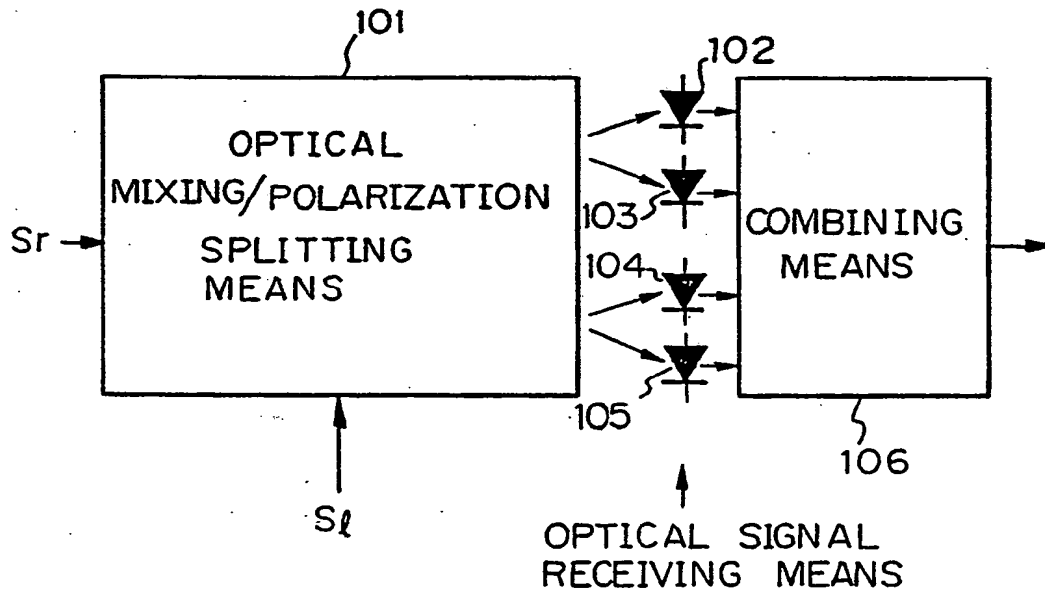 101
102
OPTICAL
MIXING/POLARIZATION
SPLITTING
MEANS
Sr
103
COMBINING
MEANS
104
105
106
Sℓ
OPTICAL SIGNAL
RECEIVING MEANS